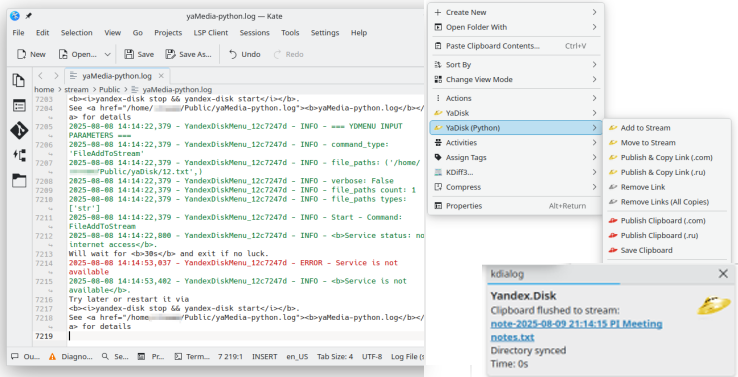 yaMedia-python.log — Kate
File Edit Selection View Go Projects LSP Client Sessions Tools Settings Help
New Open... Save Save As... Undo Redo
yaMedia-python.log
home > stream > Public > yaMedia-python.log
7203 <b><i>yandex-disk stop && yandex-disk start</i></b>.
7204 See <a href="/home/ /Public/yaMedia-python.log"><b>yaMedia-python.log</b></
a> for details
7205 2025-08-08 14:14:22,379 - YandexDiskMenu_12c7247d - INFO - === YDMENU INPUT
PARAMETERS ===
7206 2025-08-08 14:14:22,379 - YandexDiskMenu_12c7247d - INFO - command_type:
'FileAddToStream'
7207 2025-08-08 14:14:22,379 - YandexDiskMenu_12c7247d - INFO - file_paths: ('/home/
/Public/yaDisk/12.txt',)
7208 2025-08-08 14:14:22,379 - YandexDiskMenu_12c7247d - INFO - verbose: False
7209 2025-08-08 14:14:22,379 - YandexDiskMenu_12c7247d - INFO - file_paths count: 1
7210 2025-08-08 14:14:22,379 - YandexDiskMenu_12c7247d - INFO - file_paths types:
['str']
7211 2025-08-08 14:14:22,379 - YandexDiskMenu_12c7247d - INFO - Start - Command:
FileAddToStream
7212 2025-08-08 14:14:22,800 - YandexDiskMenu_12c7247d - INFO - <b>Service status: no
internet access</b>.
7213 Will wait for <b>30s</b> and exit if no luck.
7214 2025-08-08 14:14:53,037 - YandexDiskMenu_12c7247d - ERROR - Service is not
available
7215 2025-08-08 14:14:53,402 - YandexDiskMenu_12c7247d - INFO - <b>Service is not
available</b>.
7216 Try later or restart it via
7217 <b><i>yandex-disk stop && yandex-disk start</i></b>.
7218 See <a href="/home/ /Public/yaMedia-python.log"><b>yaMedia-python.log</b></
a> for details
7219
Ou... Diagno... Se... Pr... Term... 7 219:1 INSERT en_US Tab Size: 4 UTF-8 Log File (
Create New
Open Folder With
Paste Clipboard Contents... Ctrl+V
Sort By
Change View Mode
Actions
YaDisk
YaDisk (Python)
Activities
Assign Tags
KDiff3...
Compress
Properties Alt+Return
Add to Stream
Move to Stream
Publish & Copy Link (.com)
Publish & Copy Link (.ru)
Remove Link
Remove Links (All Copies)
Publish Clipboard (.com)
Publish Clipboard (.ru)
Save Clipboard
kdialog
Yandex.Disk
Clipboard flushed to stream:
note-2025-08-09 21:14:15 PI Meeting
notes.txt
Directory synced
Time: 0s